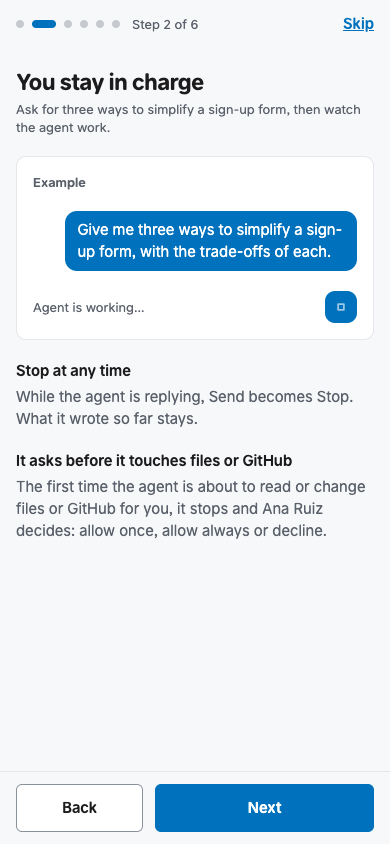 Step 2 of 6
Skip
You stay in charge
Ask for three ways to simplify a sign-up form, then watch
the agent work.
Example
Give me three ways to simplify a sign-
up form, with the trade-offs of each.
Agent is working...
Stop at any time
While the agent is replying, Send becomes Stop.
What it wrote so far stays.
It asks before it touches files or GitHub
The first time the agent is about to read or change
files or GitHub for you, it stops and Ana Ruiz
decides: allow once, allow always or decline.
Back
Next